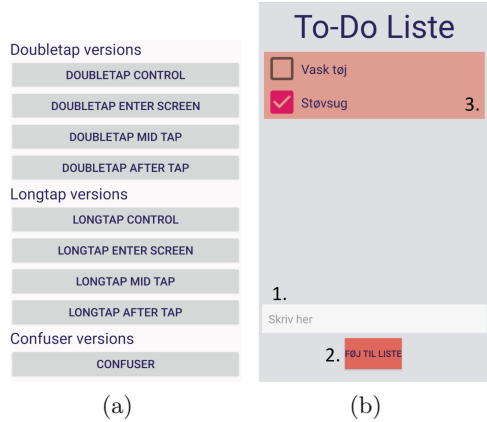 Doubletap versions
DOUBLETAP CONTROL
DOUBLETAP ENTER SCREEN
DOUBLETAP MID TAP
DOUBLETAP AFTER TAP
Longtap versions
LONGTAP CONTROL
LONGTAP ENTER SCREEN
LONGTAP MID TAP
LONGTAP AFTER TAP
Confuser versions
CONFUSER
(a)
To-Do Liste
Vask tøj
Støvsug 3.
1.
Skriv her
2. FØJ TIL LISTE
(b)